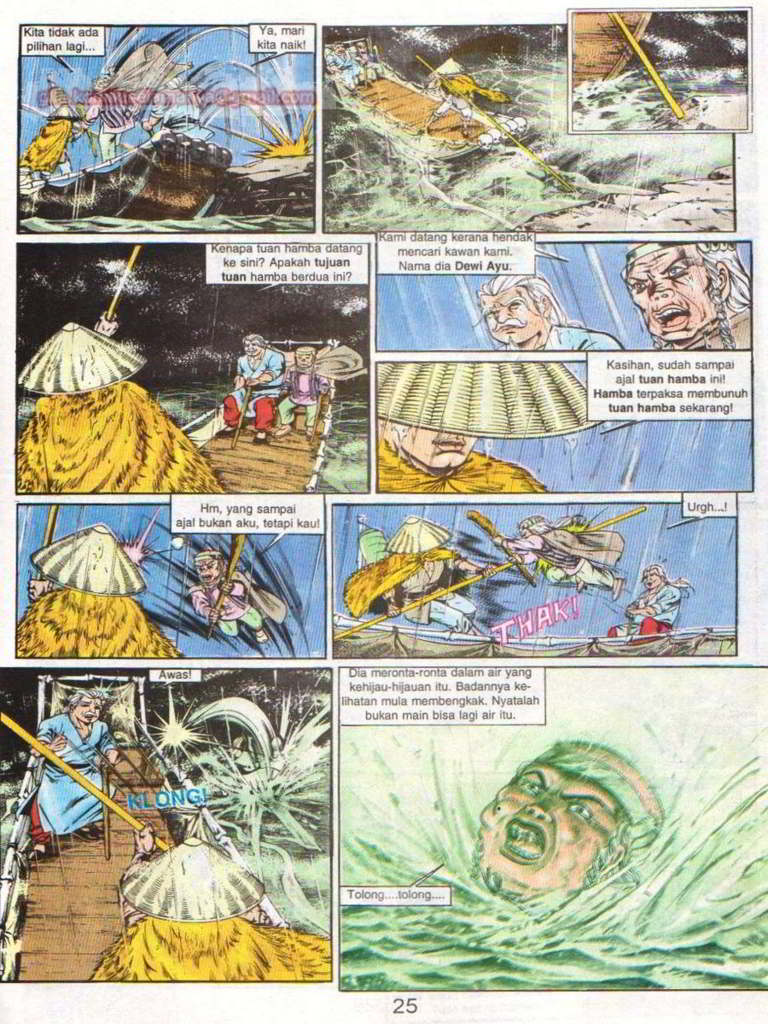 Kita tidak ada
pilihan lagi...
Ya, mari
kita naik!
Kenapa tuan hamba datang
ke sini? Apakah tujuan
tuan hamba berdua ini?
Kami datang kerana hendak
mencari kawan kami.
Nama dia Dewi Ayu.
Kasihan, sudah sampai
ajal tuan hamba ini!
Hamba terpaksa membunuh
tuan hamba sekarang!
Hm, yang sampai
ajal bukan aku, tetapi kau!
Urgh...!
THAK!
Awas!
KLONG!
Dia meronta-ronta dalam air yang
kehijau-hijauan itu. Badannya ke-
lihatan mula membengkak. Nyatalah
bukan main bisa lagi air itu.
Tolong....tolong....
25